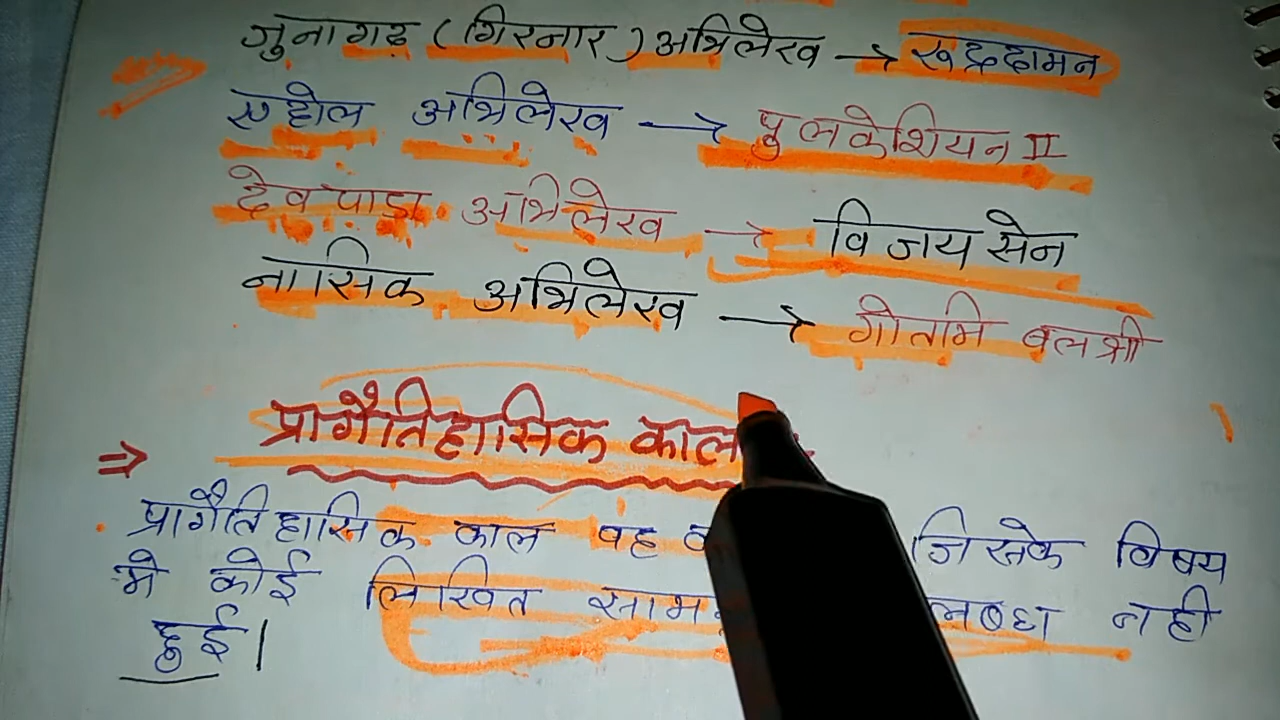 जुनागढ़ (गिरनार) अभिलेख → रूद्रदामन
एहोल अभिलेख → पुलकेशियन II
देवपाड़ा अभिलेख → विजयसेन
नासिक अभिलेख → गौतमि बलश्री
प्रागैतिहासिक काल
⇒ प्रागैतिहासिक काल वह जिसके विषय
मे कोई लिखित नही
हुई।